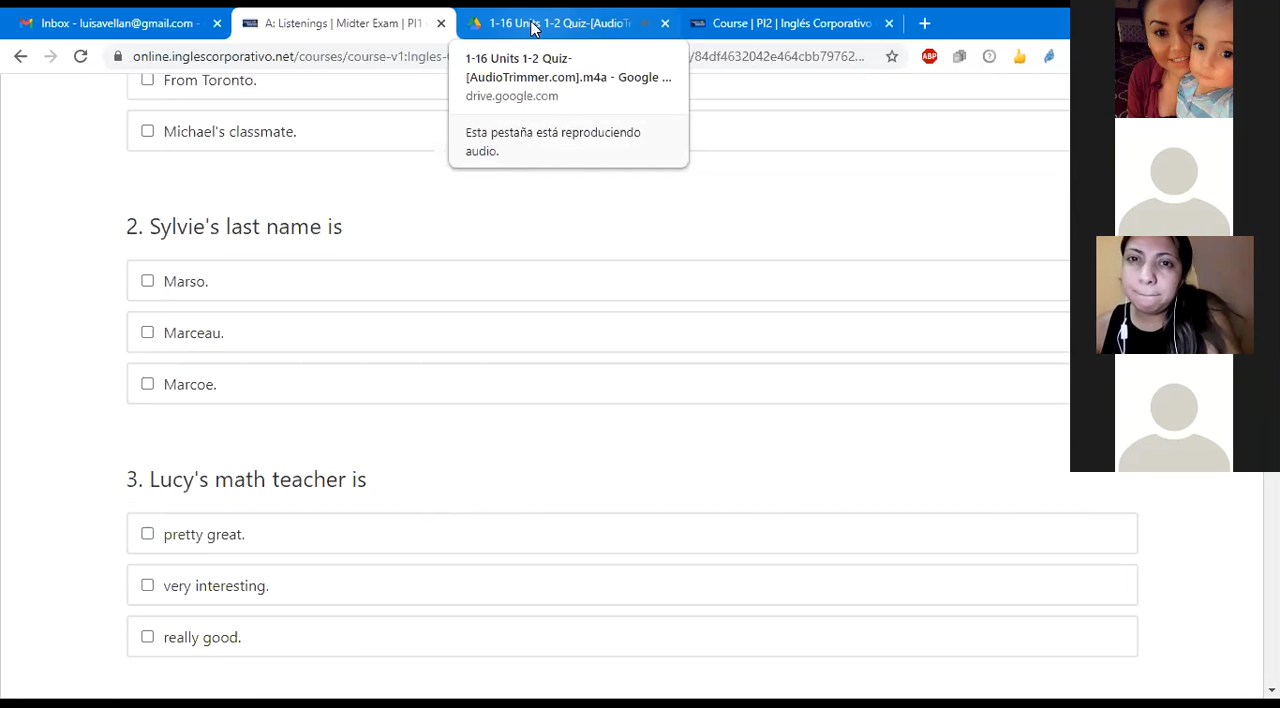 Inbox - luisavellan@gmail.com -
A: Listenings | Midter Exam | PI1
1-16 Units 1-2 Quiz-[AudioTr
Course | PI2 | Inglés Corporativo
online.inglescorporativo.net/courses/course-v1:Ingles-
/84df4632042e464cbb79762...
ABP
1-16 Units 1-2 Quiz-
[AudioTrimmer.com].m4a - Google ...
drive.google.com
Esta pestaña está reproduciendo
audio.
From Toronto.
Michael's classmate.
2. Sylvie's last name is
Marso.
Marceau.
Marcoe.
3. Lucy's math teacher is
pretty great.
very interesting.
really good.